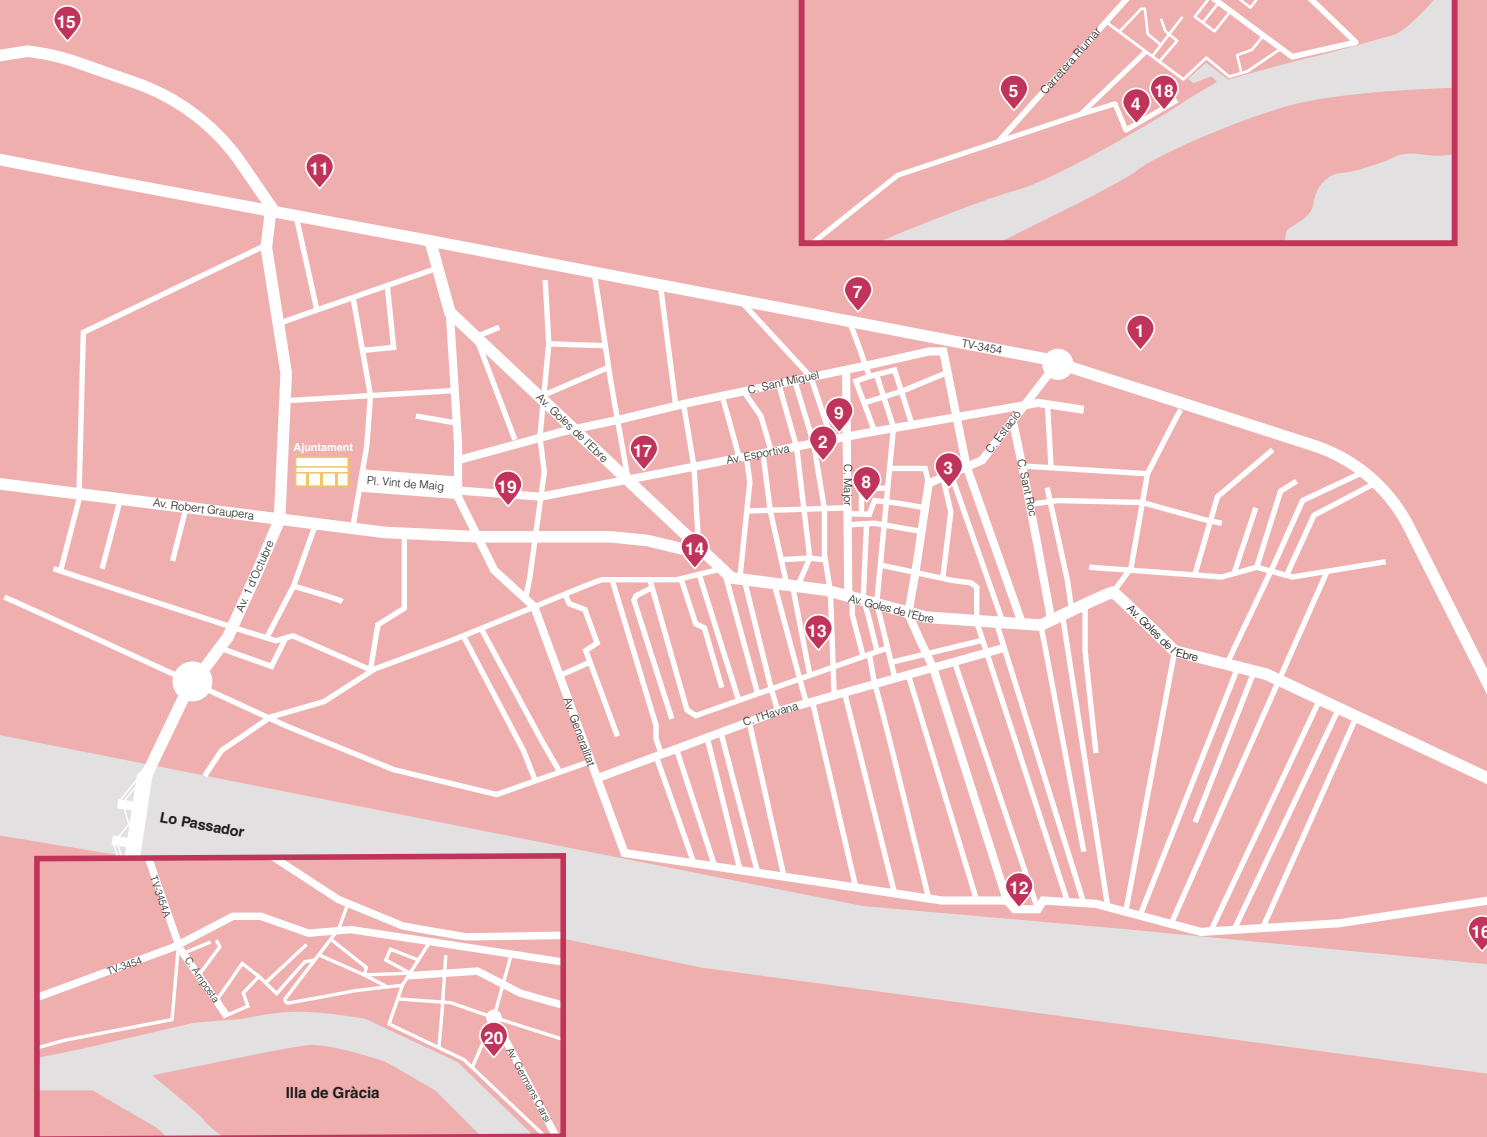 15
Carretera Riumar
5
18
4
11
7
1
TV-3454
C. Sant Miquel
Av. Goles de l'Ebre
9
2
17
Av. Esportiva
C. Estació
Ajuntament
Pl. Vint de Maig
19
C. Major
8
3
C. Sant Roc
Av. Robert Graupera
14
Av. 1 d'Octubre
Av. Goles de l'Ebre
13
Av. Goles de l'Ebre
Av. Generalitat
C. l'Havana
Lo Passador
12
16
TV-3454A
TV-3454
C. Amposta
20
Av. Germans Carsi
Illa de Gràcia